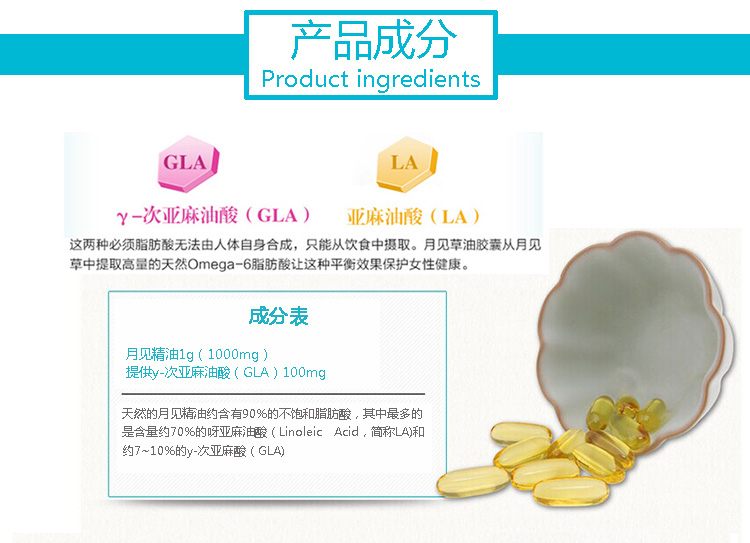 产品成分
Product ingredients
GLA
LA
γ-次亚麻油酸（GLA）
亚麻油酸（LA）
这两种必须脂肪酸无法由人体自身合成，只能从饮食中摄取。月见草油胶囊从月见
草中提取高量的天然Omega-6脂肪酸让这种平衡效果保护女性健康。
成分表
月见精油1g（1000mg）
提供y-次亚麻油酸（GLA）100mg
天然的月见精油约含有90%的不饱和脂肪酸，其中最多的
是含量约70%的呀亚麻油酸（Linoleic Acid，简称LA)和
约7~10%的y-次亚麻酸（GLA)